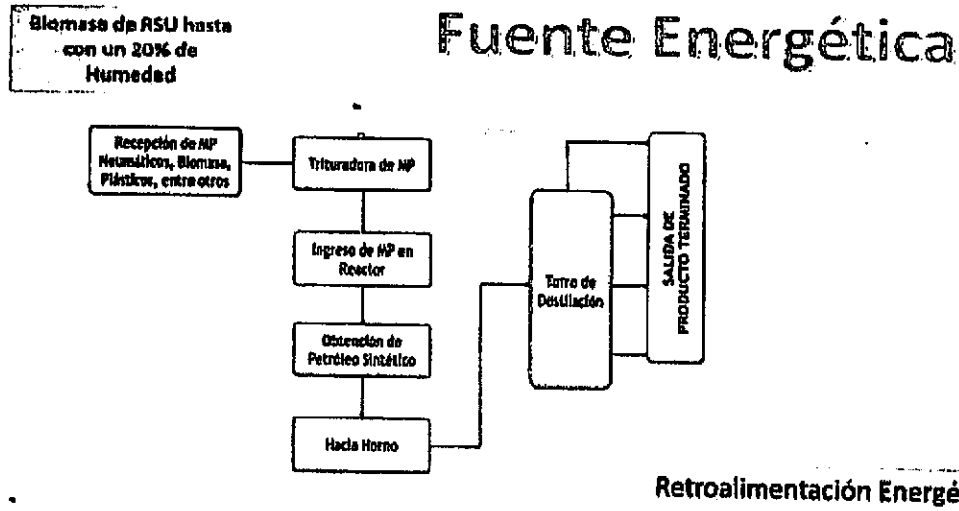 Biomasa de RSU hasta
con un 20% de
Humedad
Fuente Energética
Recepción de MP
Neumáticos, Biomasa,
Plásticos, entre otros
Trituradora de MP
Ingreso de MP en
Reactor
Obtención de
Petróleo Sintético
Hacia Horno
Torre de
Destilación
SALIDA DE
PRODUCTO TERMINADO
Retroalimentación Energé